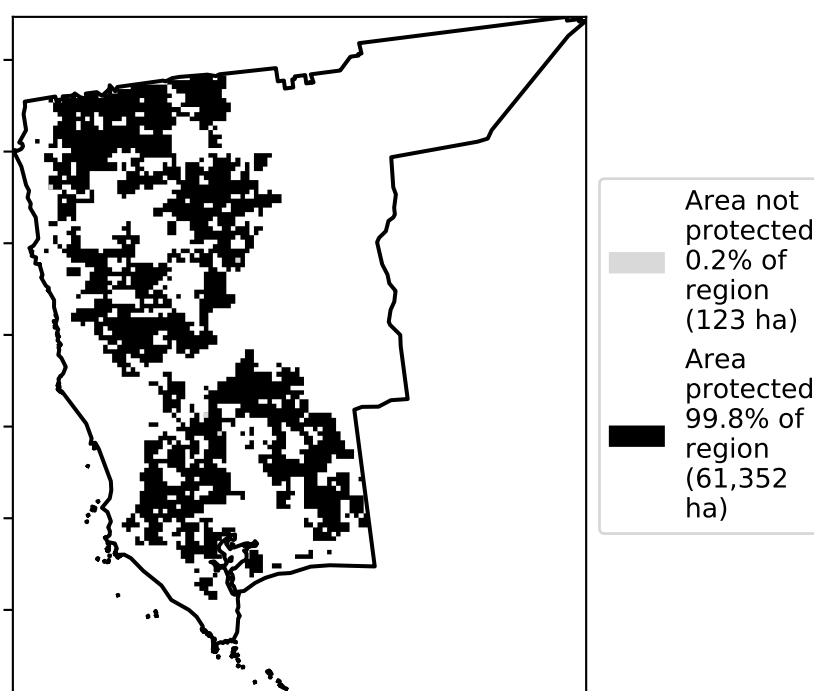 Area not
protected
0.2% of
region
(123 ha)
Area
protected
99.8% of
region
(61,352
ha)